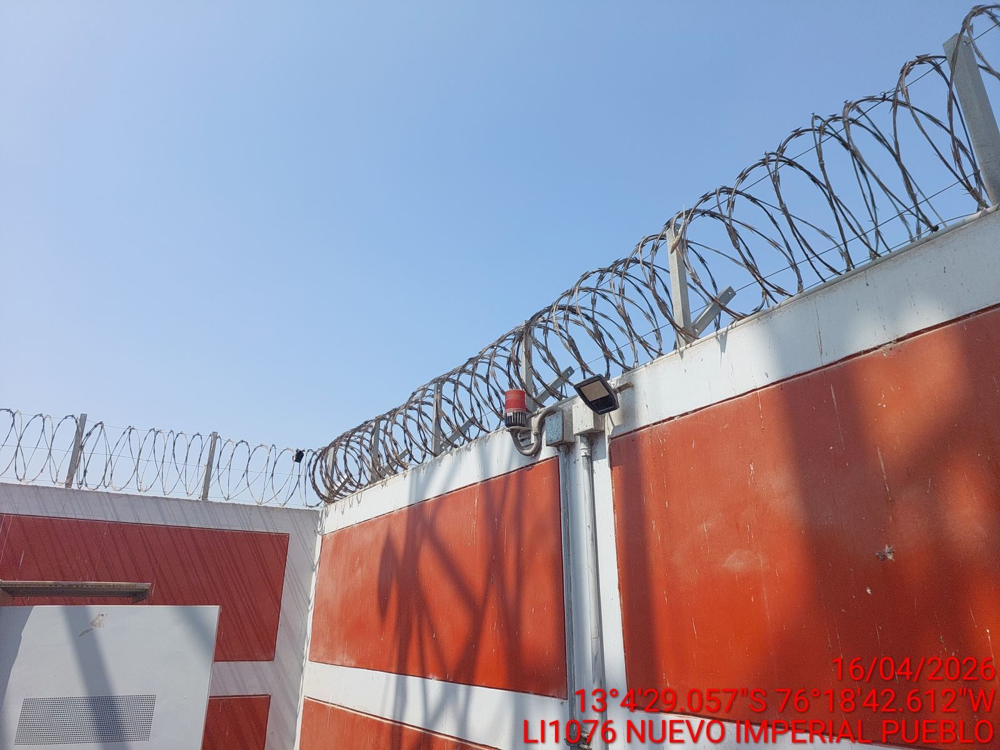 16/04/2026
13°4'29.057"S 76°18'42.612"W
LI1076 NUEVO IMPERIAL PUEBLO